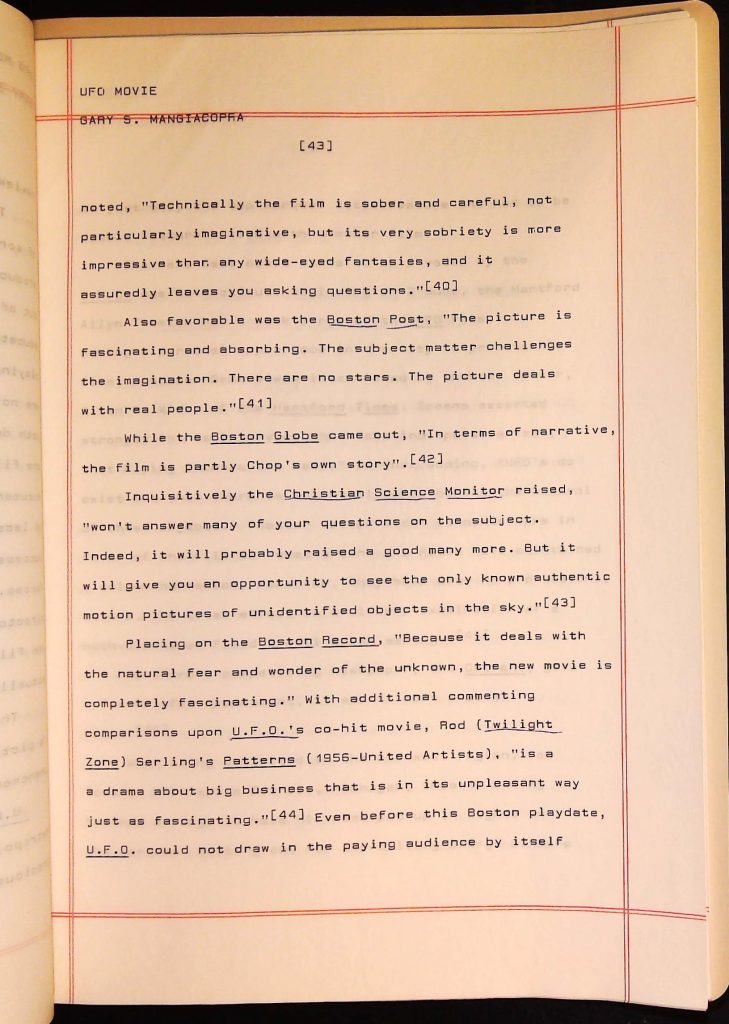 UFO MOVIE
GARY S. MANGIACOPRA
[43]
noted, "Technically the film is sober and careful, not
particularly imaginative, but its very sobriety is more
impressive than any wide-eyed fantasies, and it
assuredly leaves you asking questions."[40]
Also favorable was the Boston Post, "The picture is
fascinating and absorbing. The subject matter challenges
the imagination. There are no stars. The picture deals
with real people."[41]
While the Boston Globe came out, "In terms of narrative,
the film is partly Chop's own story".[42]
Inquisitively the Christian Science Monitor raised,
"won't answer many of your questions on the subject.
Indeed, it will probably raised a good many more. But it
will give you an opportunity to see the only known authentic
motion pictures of unidentified objects in the sky."[43]
Placing on the Boston Record, "Because it deals with
the natural fear and wonder of the unknown, the new movie is
completely fascinating." With additional commenting
comparisons upon U.F.O.'s co-hit movie, Rod (Twilight
Zone) Serling's Patterns (1956-United Artists), "is a
a drama about big business that is in its unpleasant way
just as fascinating."[44] Even before this Boston playdate,
U.F.O. could not draw in the paying audience by itself